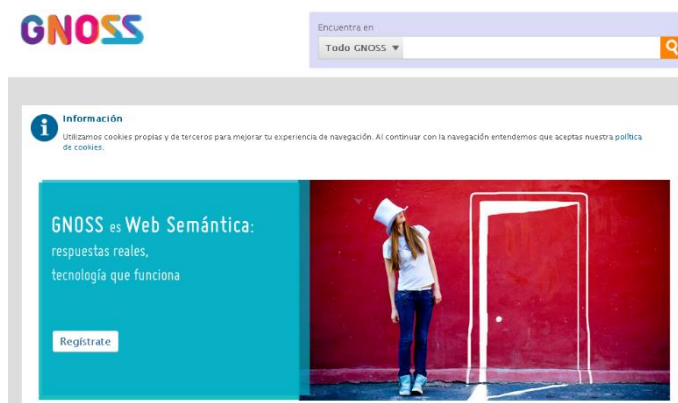 GNOSS
Encuentra en
Todo GNOSS
Información
Utilizamos cookies propias y de terceros para mejorar tu experiencia de navegación. Al continuar con la navegación entendemos que aceptas nuestra política
de cookies.
GNOSS es Web Semántica:
respuestas reales,
tecnología que funciona
Regístrate